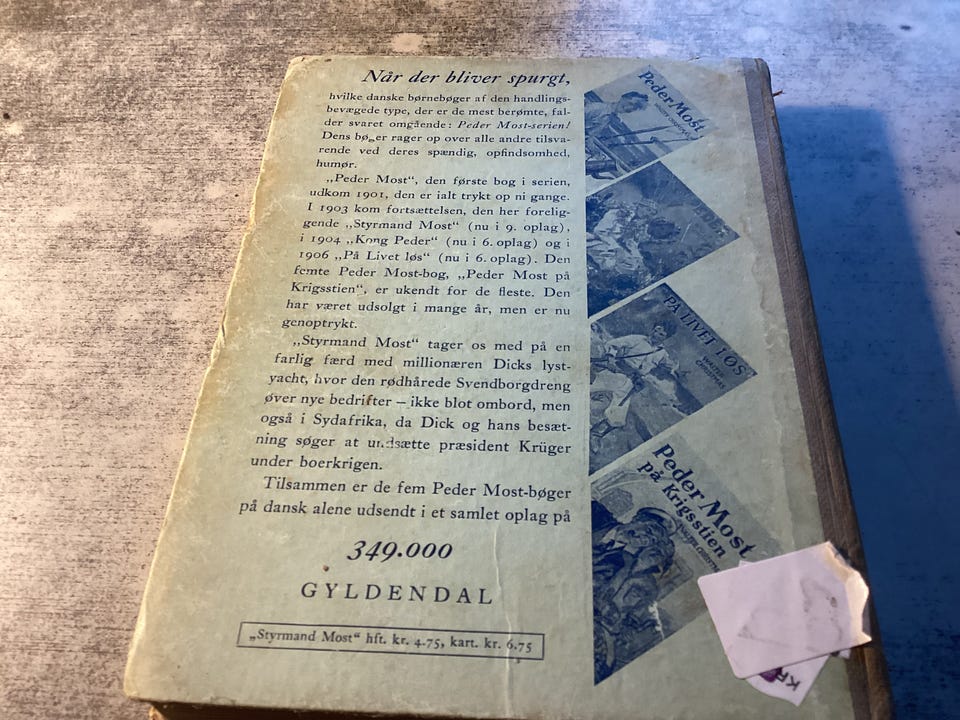 Når der bliver spurgt,
hvilke danske børnebøger af den handlings-
bevægede type, der er de mest berømte, fal-
der svaret omgående: Peder Most-serien!
Dens bøger rager op over alle andre tilsva-
rende ved deres spændig, opfindsomhed,
humør.
„Peder Most“, den første bog i serien,
udkom 1901, den er ialt trykt op ni gange.
I 1903 kom fortsættelsen, den her forelig-
gende „Styrmand Most“ (nu i 9. oplag),
i 1904 „Kong Peder“ (nu i 6. oplag) og i
1906 „På Livet løs“ (nu i 6. oplag). Den
femte Peder Most-bog, „Peder Most på
Krigsstien“, er ukendt for de fleste. Den
har været udsolgt i mange år, men er nu
genoptrykt.
„Styrmand Most“ tager os med på en
farlig færd med millionæren Dicks lyst-
yacht, hvor den rødhårede Svendborgdreng
øver nye bedrifter – ikke blot ombord, men
også i Sydafrika, da Dick og hans besæt-
ning søger at undsætte præsident Krüger
under boerkrigen.
Tilsammen er de fem Peder Most-bøger
på dansk alene udsendt i et samlet oplag på
349.000
GYLDENDAL
„Styrmand Most“ hft. kr. 4.75, kart. kr. 6.75
Peder Most
PÅ LIVET LØS
WALTER
CHRISTMAS
Peder Most
på Krigsstien
KR